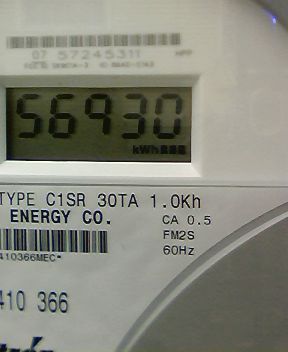 07 57245311
56930
kWh
TYPE C1SR 30TA 1.0Kh
ENERGY CO.
CA 0.5
FM2S
60Hz
410366MEC*
410 366